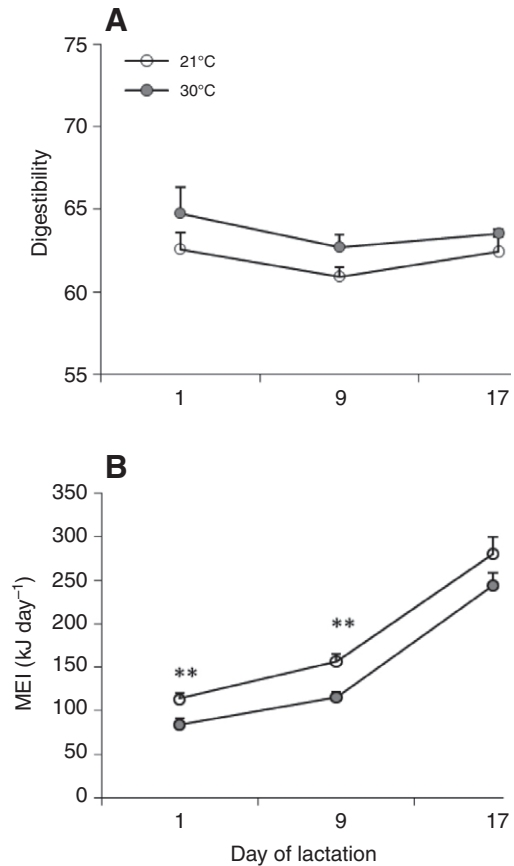 A
75
21°C
30°C
70
65
60
55
Digestibility
1 9 17
B
350
300
250
200
150
100
50
0
MEI (kJ day−1)
**
**
1 9 17
Day of lactation